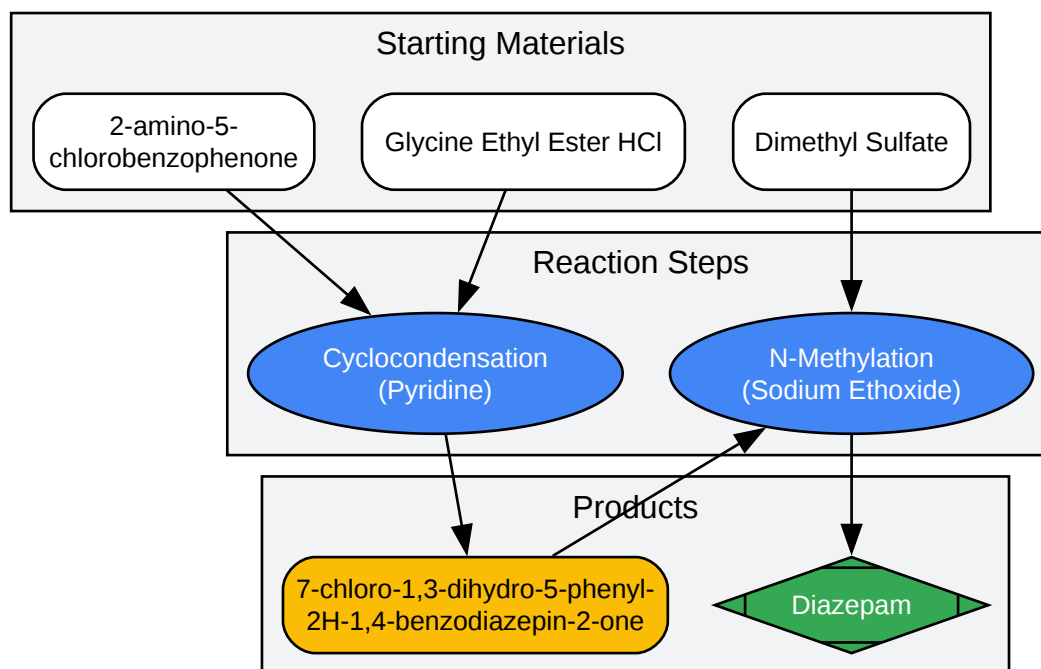 Starting Materials
2-amino-5-
chlorobenzophenone
Glycine Ethyl Ester HCl
Dimethyl Sulfate
Reaction Steps
Cyclocondensation
(Pyridine)
N-Methylation
(Sodium Ethoxide)
Products
7-chloro-1,3-dihydro-5-phenyl-
2H-1,4-benzodiazepin-2-one
Diazepam